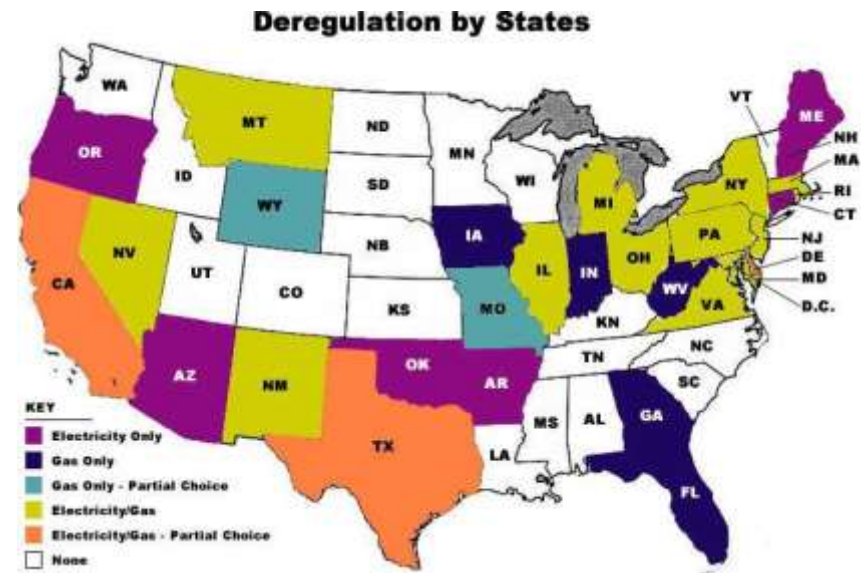 Deregulation by States
WA
MT
ND
MN
VT
ME
NH
MA
OR
ID
SD
WI
MI
NY
RI
CT
WY
IA
PA
NJ
NV
NB
IL
IN
OH
DE
CA
UT
CO
KS
MO
WV
VA
MD
D.C.
KN
AZ
NM
OK
AR
TN
NC
SC
TX
LA
MS
AL
GA
FL
KEY
Electricity Only
Gas Only
Gas Only - Partial Choice
Electricity/Gas
Electricity/Gas - Partial Choice
None